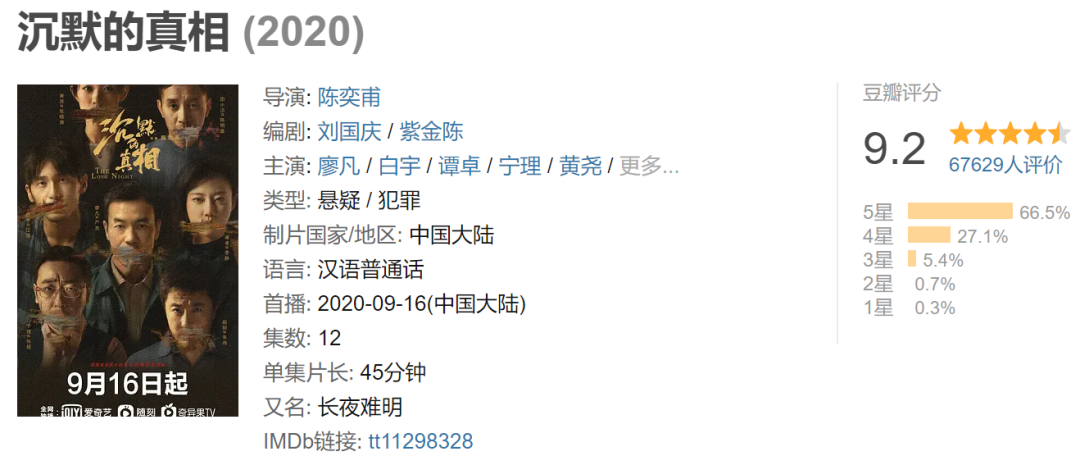 沉默的真相 (2020)
沉默的真相
THE
LONG NIGHT
9月16日起
全网
iQIYI 爱奇艺 随刻 奇异果TV
导演: 陈奕甫
编剧: 刘国庆 / 紫金陈
主演: 廖凡 / 白宇 / 谭卓 / 宁理 / 黄尧 / 更多...
类型: 悬疑 / 犯罪
制片国家/地区: 中国大陆
语言: 汉语普通话
首播: 2020-09-16(中国大陆)
集数: 12
单集片长: 45分钟
又名: 长夜难明
IMDb链接: tt11298328
豆瓣评分
9.2
67629人评价
5星 66.5%
4星 27.1%
3星 5.4%
2星 0.7%
1星 0.3%